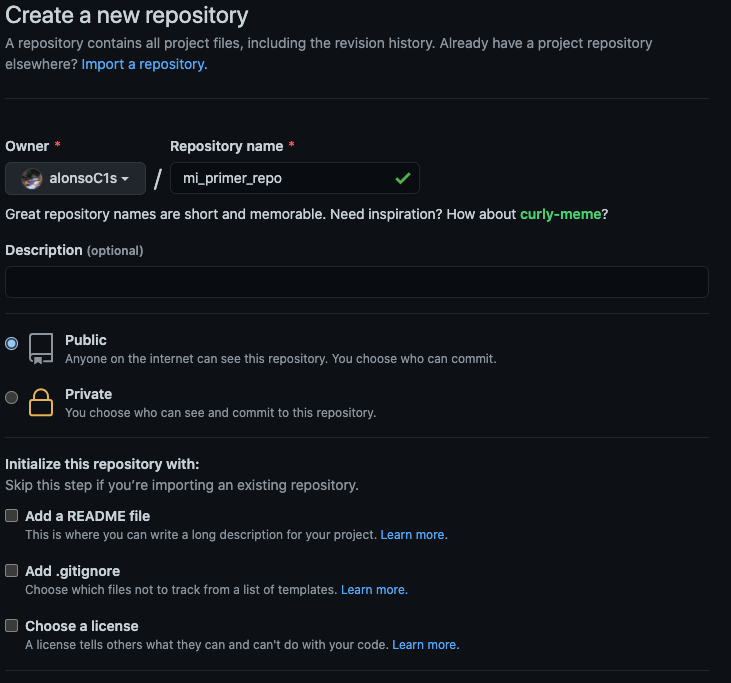 Create a new repository
A repository contains all project files, including the revision history. Already have a project repository
elsewhere? Import a repository.
Owner * Repository name *
alonsoC1s / mi_primer_repo
Great repository names are short and memorable. Need inspiration? How about curly-meme?
Description (optional)
Public
Anyone on the internet can see this repository. You choose who can commit.
Private
You choose who can see and commit to this repository.
Initialize this repository with:
Skip this step if you’re importing an existing repository.
Add a README file
This is where you can write a long description for your project. Learn more.
Add .gitignore
Choose which files not to track from a list of templates. Learn more.
Choose a license
A license tells others what they can and can't do with your code. Learn more.